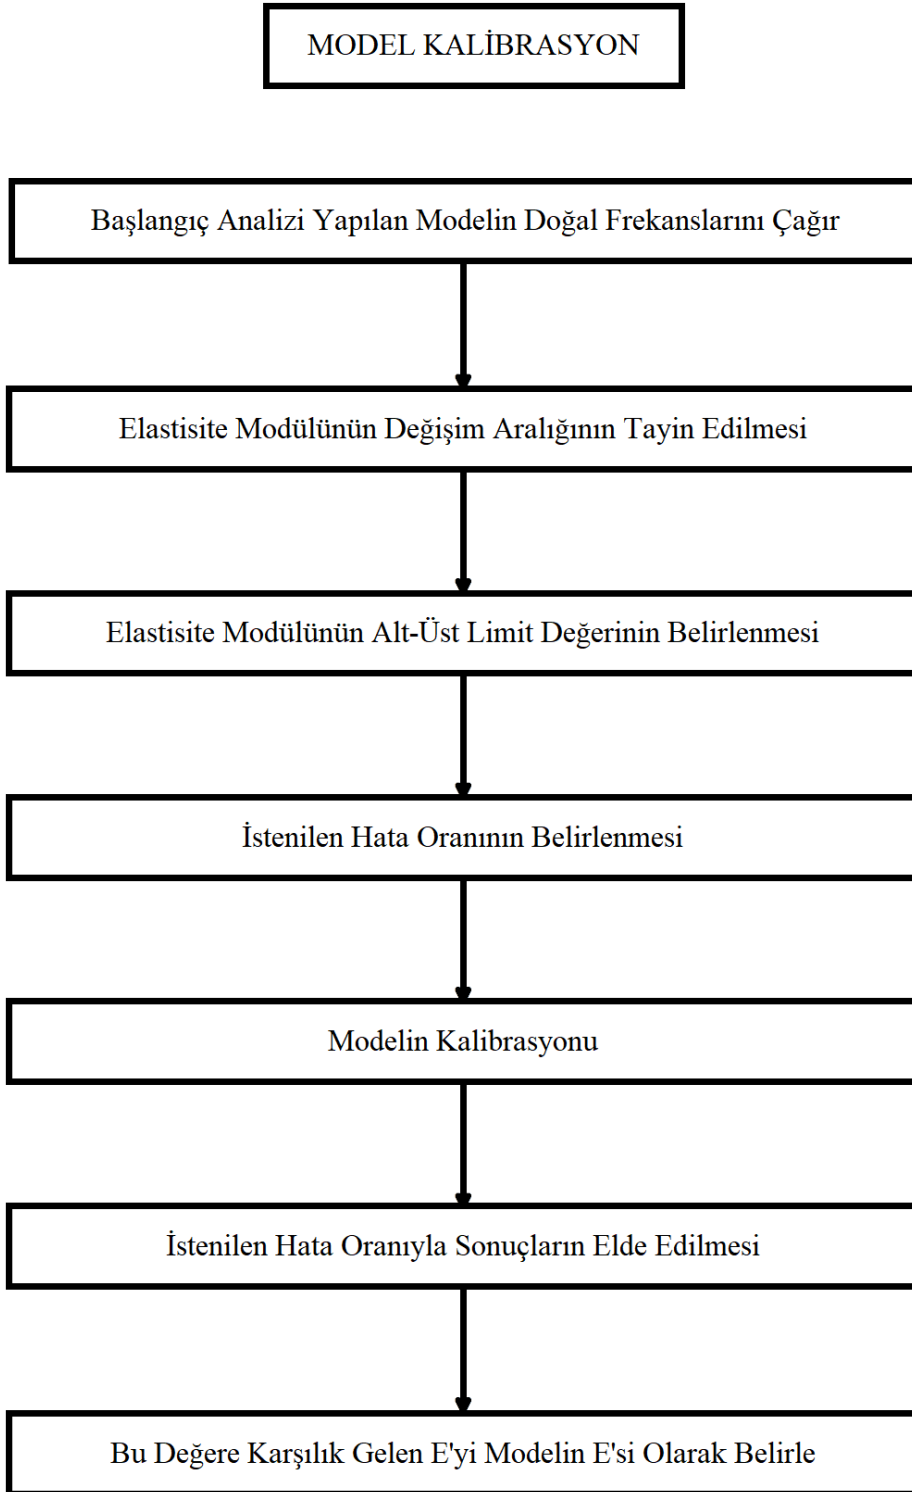 MODEL KALİBRASYON
Başlangıç Analizi Yapılan Modelin Doğal Frekanslarını Çağır
Elastisite Modülünün Değişim Aralığının Tayin Edilmesi
Elastisite Modülünün Alt-Üst Limit Değerinin Belirlenmesi
İstenilen Hata Oranının Belirlenmesi
Modelin Kalibrasyonu
İstenilen Hata Oranıyla Sonuçların Elde Edilmesi
Bu Değere Karşılık Gelen E'yi Modelin E'si Olarak Belirle